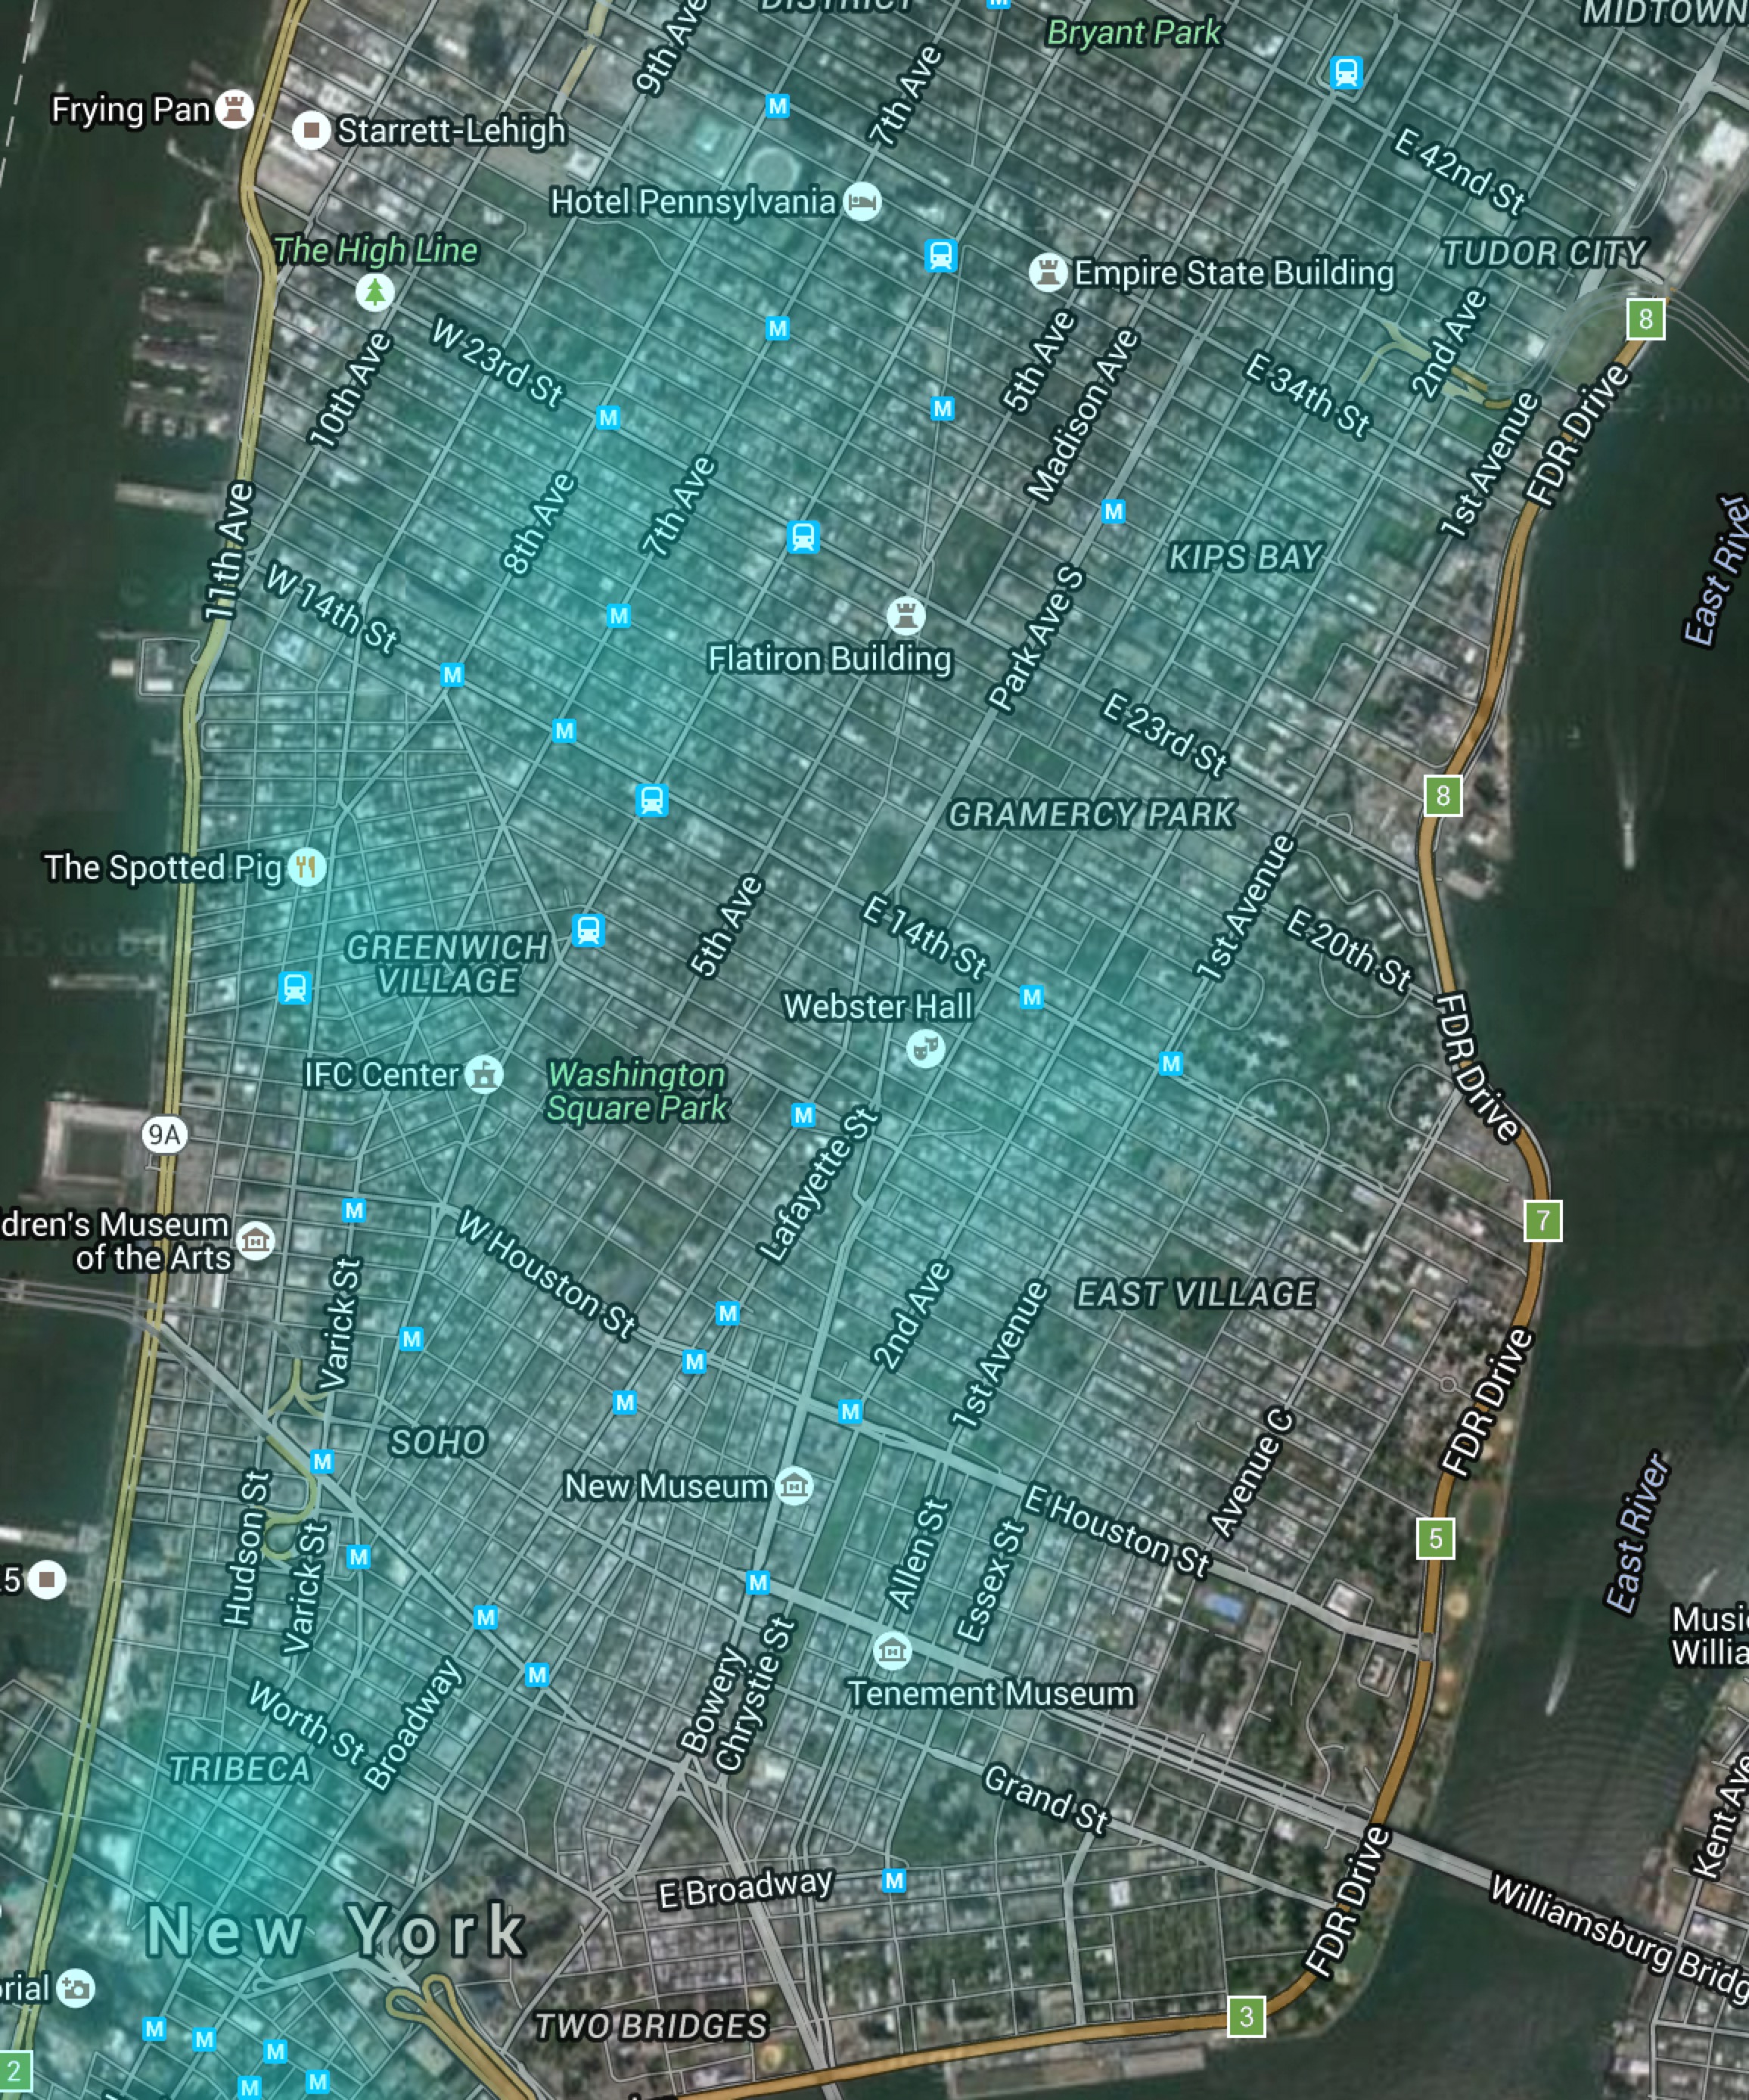 DISTRICT
MIDTOWN
Bryant Park
9th Ave
7th Ave
Frying Pan
Starrett-Lehigh
E 42nd St
Hotel Pennsylvania
The High Line
TUDOR CITY
Empire State Building
8
W 23rd St
10th Ave
5th Ave
Madison Ave
E 34th St
2nd Ave
FDR Drive
1st Avenue
11th Ave
8th Ave
7th Ave
East River
KIPS BAY
W 14th St
Park Ave S
Flatiron Building
E 23rd St
8
GRAMERCY PARK
The Spotted Pig
5th Ave
E 14th St
1st Avenue
E 20th St
GREENWICH
VILLAGE
Webster Hall
FDR Drive
IFC Center
Washington
Square Park
9A
Lafayette St
7
dren's Museum
of the Arts
W Houston St
Varick St
2nd Ave
1st Avenue
EAST VILLAGE
FDR Drive
SOHO
Avenue C
New Museum
E Houston St
Hudson St
Varick St
Allen St
Essex St
5
East River
.5
Musi
Willia
Bowery
Chrystie St
Tenement Museum
Worth St
Broadway
TRIBECA
Grand St
Kent Ave
E Broadway
FDR Drive
Williamsburg Bridg
New York
orial
TWO BRIDGES
3
2